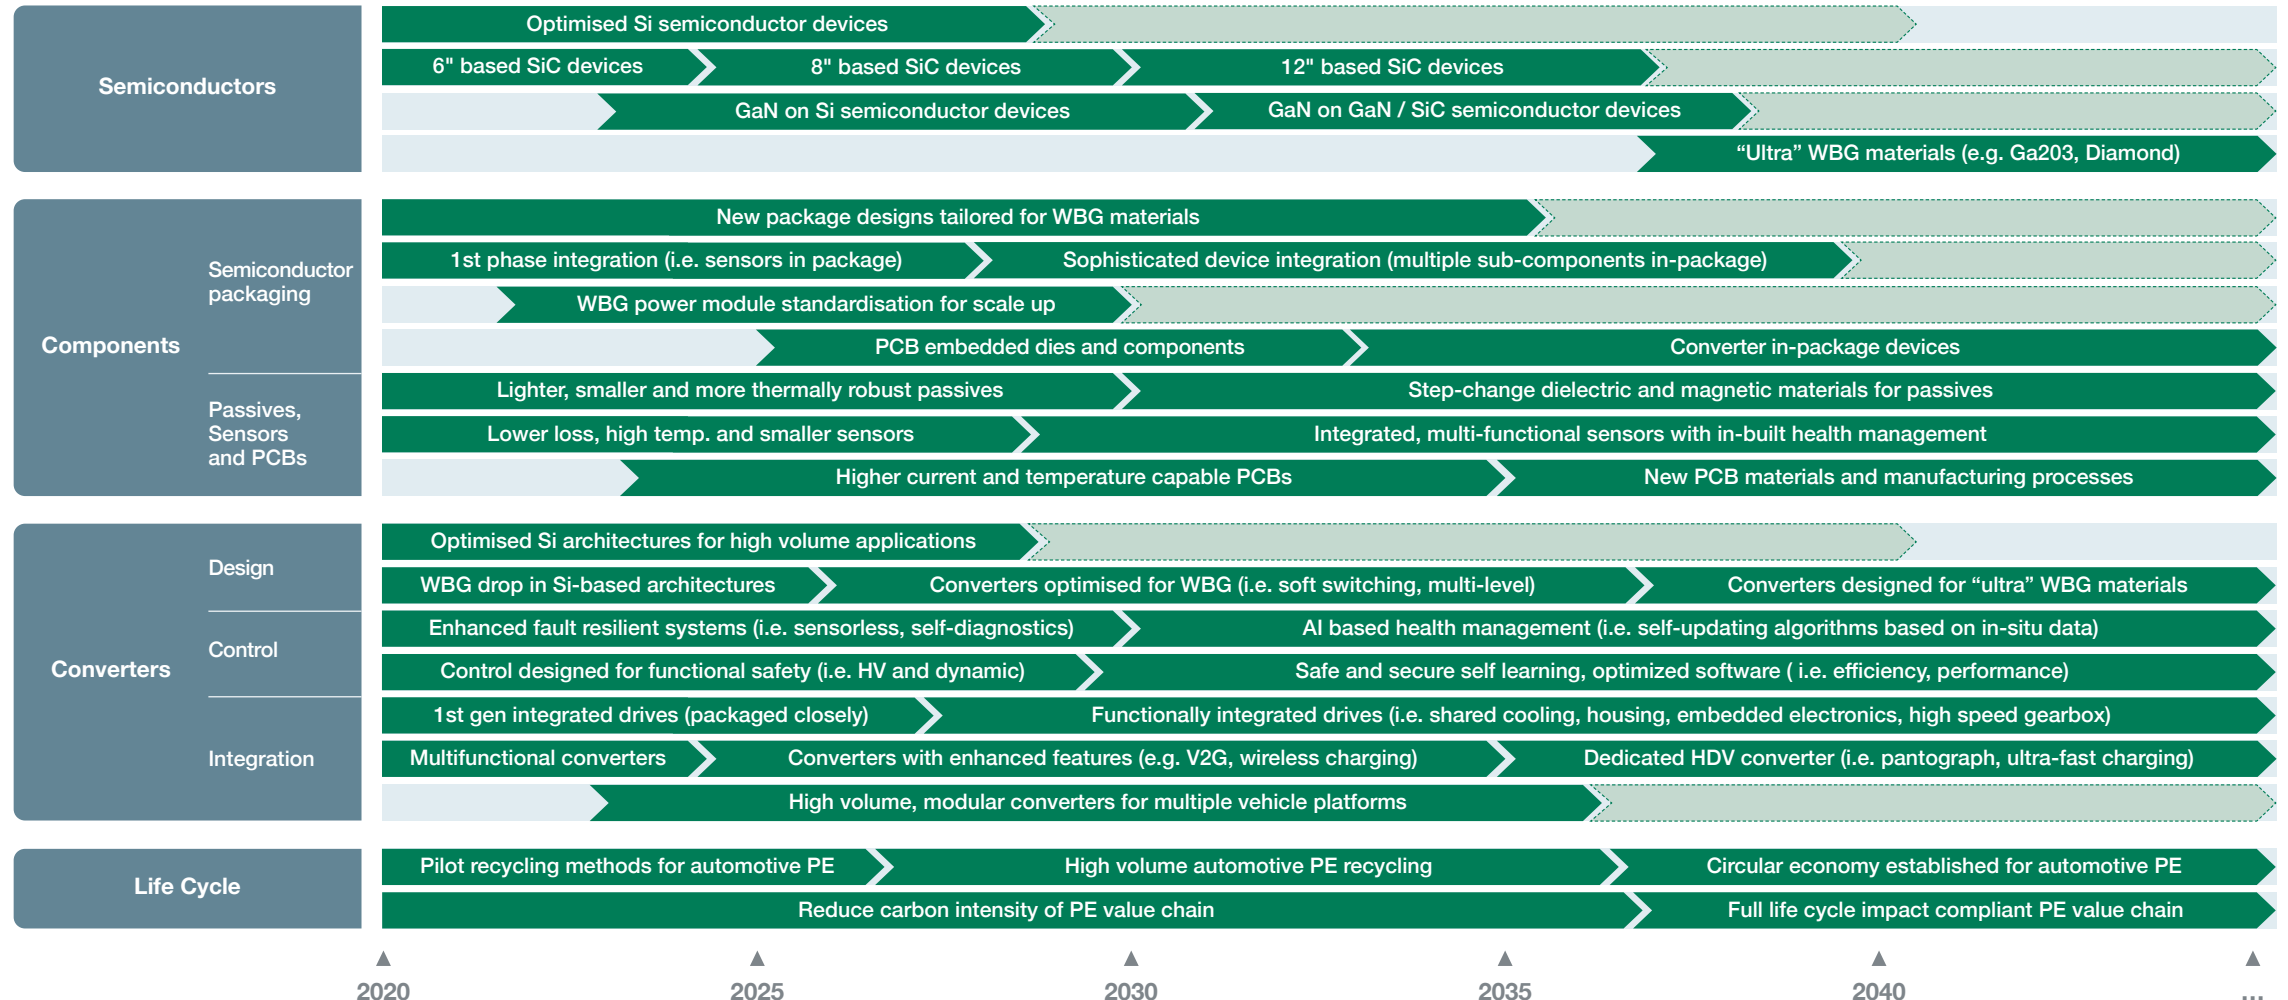 Semiconductors
Optimised Si semiconductor devices
6" based SiC devices
8" based SiC devices
12" based SiC devices
GaN on Si semiconductor devices
GaN on GaN / SiC semiconductor devices
“Ultra” WBG materials (e.g. Ga203, Diamond)
Components
Semiconductor
packaging
New package designs tailored for WBG materials
1st phase integration (i.e. sensors in package)
Sophisticated device integration (multiple sub-components in-package)
WBG power module standardisation for scale up
PCB embedded dies and components
Converter in-package devices
Passives,
Sensors
and PCBs
Lighter, smaller and more thermally robust passives
Step-change dielectric and magnetic materials for passives
Lower loss, high temp. and smaller sensors
Integrated, multi-functional sensors with in-built health management
Higher current and temperature capable PCBs
New PCB materials and manufacturing processes
Converters
Design
Optimised Si architectures for high volume applications
WBG drop in Si-based architectures
Converters optimised for WBG (i.e. soft switching, multi-level)
Converters designed for “ultra” WBG materials
Control
Enhanced fault resilient systems (i.e. sensorless, self-diagnostics)
AI based health management (i.e. self-updating algorithms based on in-situ data)
Control designed for functional safety (i.e. HV and dynamic)
Safe and secure self learning, optimized software ( i.e. efficiency, performance)
Integration
1st gen integrated drives (packaged closely)
Functionally integrated drives (i.e. shared cooling, housing, embedded electronics, high speed gearbox)
Multifunctional converters
Converters with enhanced features (e.g. V2G, wireless charging)
Dedicated HDV converter (i.e. pantograph, ultra-fast charging)
High volume, modular converters for multiple vehicle platforms
Life Cycle
Pilot recycling methods for automotive PE
High volume automotive PE recycling
Circular economy established for automotive PE
Reduce carbon intensity of PE value chain
Full life cycle impact compliant PE value chain
2020
2025
2030
2035
2040
...